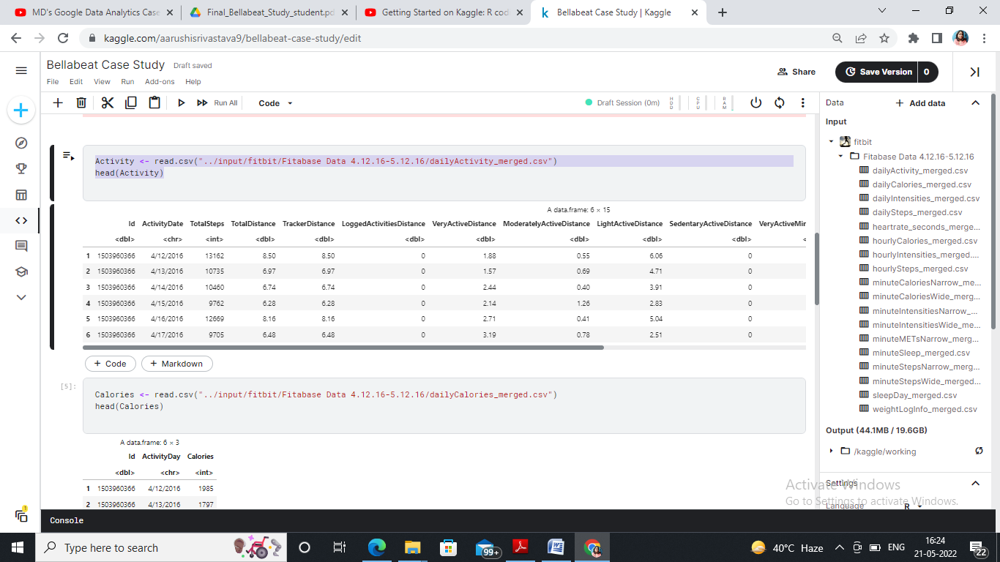 MD's Google Data Analytics Case
Final_Bellabeat_Study_student.pd
Getting Started on Kaggle: R cod
Bellabeat Case Study | Kaggle
kaggle.com/aarushisrivastava9/bellabeat-case-study/edit
Bellabeat Case Study Draft saved
File Edit View Run Add-ons Help
Share
Save Version 0
Run All Code
Draft Session (0m) HDD CPU RAM
Activity <- read.csv("../input/fitbit/Fitabase Data 4.12.16-5.12.16/dailyActivity_merged.csv")
head(Activity)
A data.frame: 6 × 15
Id ActivityDate TotalSteps TotalDistance TrackerDistance LoggedActivitiesDistance VeryActiveDistance ModeratelyActiveDistance LightActiveDistance SedentaryActiveDistance VeryActiveMin
<dbl> <chr> <int> <dbl> <dbl> <dbl> <dbl> <dbl> <dbl> <dbl> <
1 1503960366 4/12/2016 13162 8.50 8.50 0 1.88 0.55 6.06 0
2 1503960366 4/13/2016 10735 6.97 6.97 0 1.57 0.69 4.71 0
3 1503960366 4/14/2016 10460 6.74 6.74 0 2.44 0.40 3.91 0
4 1503960366 4/15/2016 9762 6.28 6.28 0 2.14 1.26 2.83 0
5 1503960366 4/16/2016 12669 8.16 8.16 0 2.71 0.41 5.04 0
6 1503960366 4/17/2016 9705 6.48 6.48 0 3.19 0.78 2.51 0
+ Code + Markdown
[5]:
Calories <- read.csv("../input/fitbit/Fitabase Data 4.12.16-5.12.16/dailyCalories_merged.csv")
head(Calories)
A data.frame: 6 × 3
Id ActivityDay Calories
<dbl> <chr> <int>
1 1503960366 4/12/2016 1985
2 1503960366 4/13/2016 1797
Data + Add data
Input
fitbit
Fitabase Data 4.12.16-5.12.16
dailyActivity_merged.csv
dailyCalories_merged.csv
dailyIntensities_merged.csv
dailySteps_merged.csv
heartrate_seconds_merge...
hourlyCalories_merged.csv
hourlyIntensities_merged....
hourlySteps_merged.csv
minuteCaloriesNarrow_me...
minuteCaloriesWide_merg...
minuteIntensitiesNarrow_...
minuteIntensitiesWide_me...
minuteMETsNarrow_merg...
minuteSleep_merged.csv
minuteStepsNarrow_merg...
minuteStepsWide_merged...
sleepDay_merged.csv
weightLogInfo_merged.csv
Output (44.1MB / 19.6GB)
/kaggle/working
Settings
Language R
Activate Windows
Go to Settings to activate Windows.
1
Console
Type here to search
99+
40°C Haze
ENG
16:24
21-05-2022
22